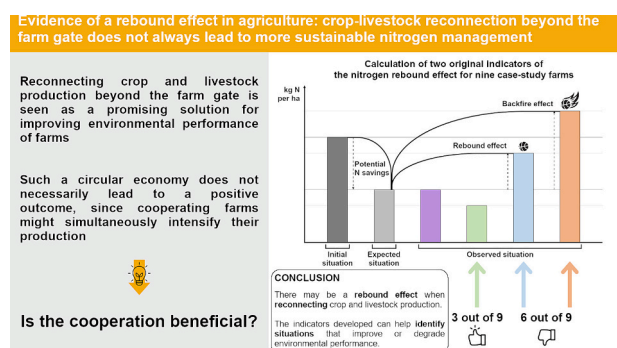 Evidence of a rebound effect in agriculture: crop-livestock reconnection beyond the
farm gate does not always lead to more sustainable nitrogen management
Reconnecting crop and livestock
production beyond the farm gate is
seen as a promising solution for
improving environmental performance
of farms
Such a circular economy does not
necessarily lead to a positive
outcome, since cooperating farms
might simultaneously intensify their
production
Is the cooperation beneficial?
Calculation of two original indicators of
the nitrogen rebound effect for nine case-study farms
kg N
per ha
Backfire effect
Rebound effect
Potential
N savings
Initial
situation
Expected
situation
Observed situation
CONCLUSION
There may be a rebound effect when
reconnecting crop and livestock production.
The indicators developed can help identify
situations that improve or degrade
environmental performance.
3 out of 9
6 out of 9